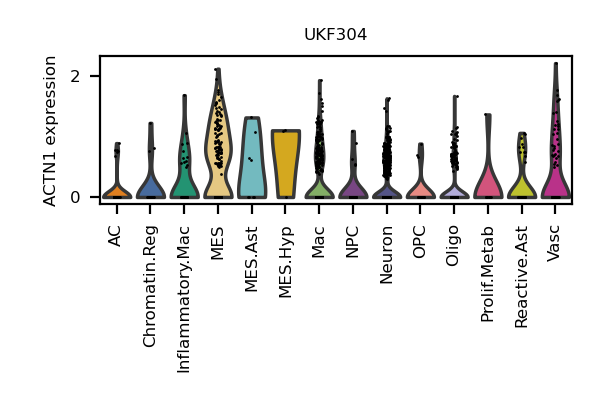 UKF304
ACTN1 expression
2
0
AC
Chromatin.Reg
Inflammatory.Mac
MES
MES.Ast
MES.Hyp
Mac
NPC
Neuron
OPC
Oligo
Prolif.Metab
Reactive.Ast
Vasc